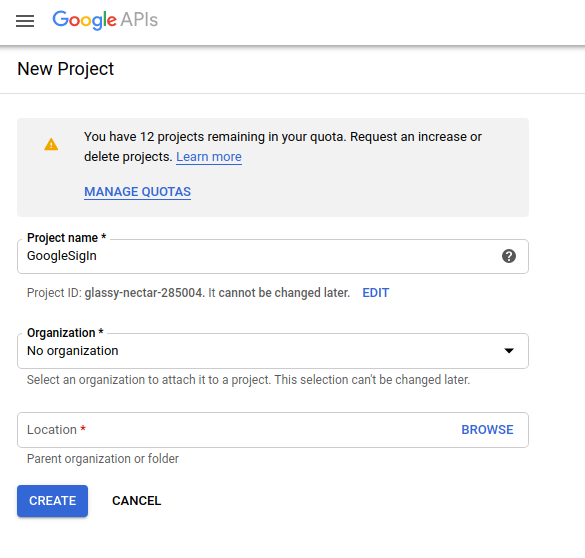 Google APIs
New Project
You have 12 projects remaining in your quota. Request an increase or
delete projects. Learn more
MANAGE QUOTAS
Project name *
GoogleSigIn
Project ID: glassy-nectar-285004. It cannot be changed later. EDIT
Organization *
No organization
Select an organization to attach it to a project. This selection can't be changed later.
Location * BROWSE
Parent organization or folder
CREATE CANCEL